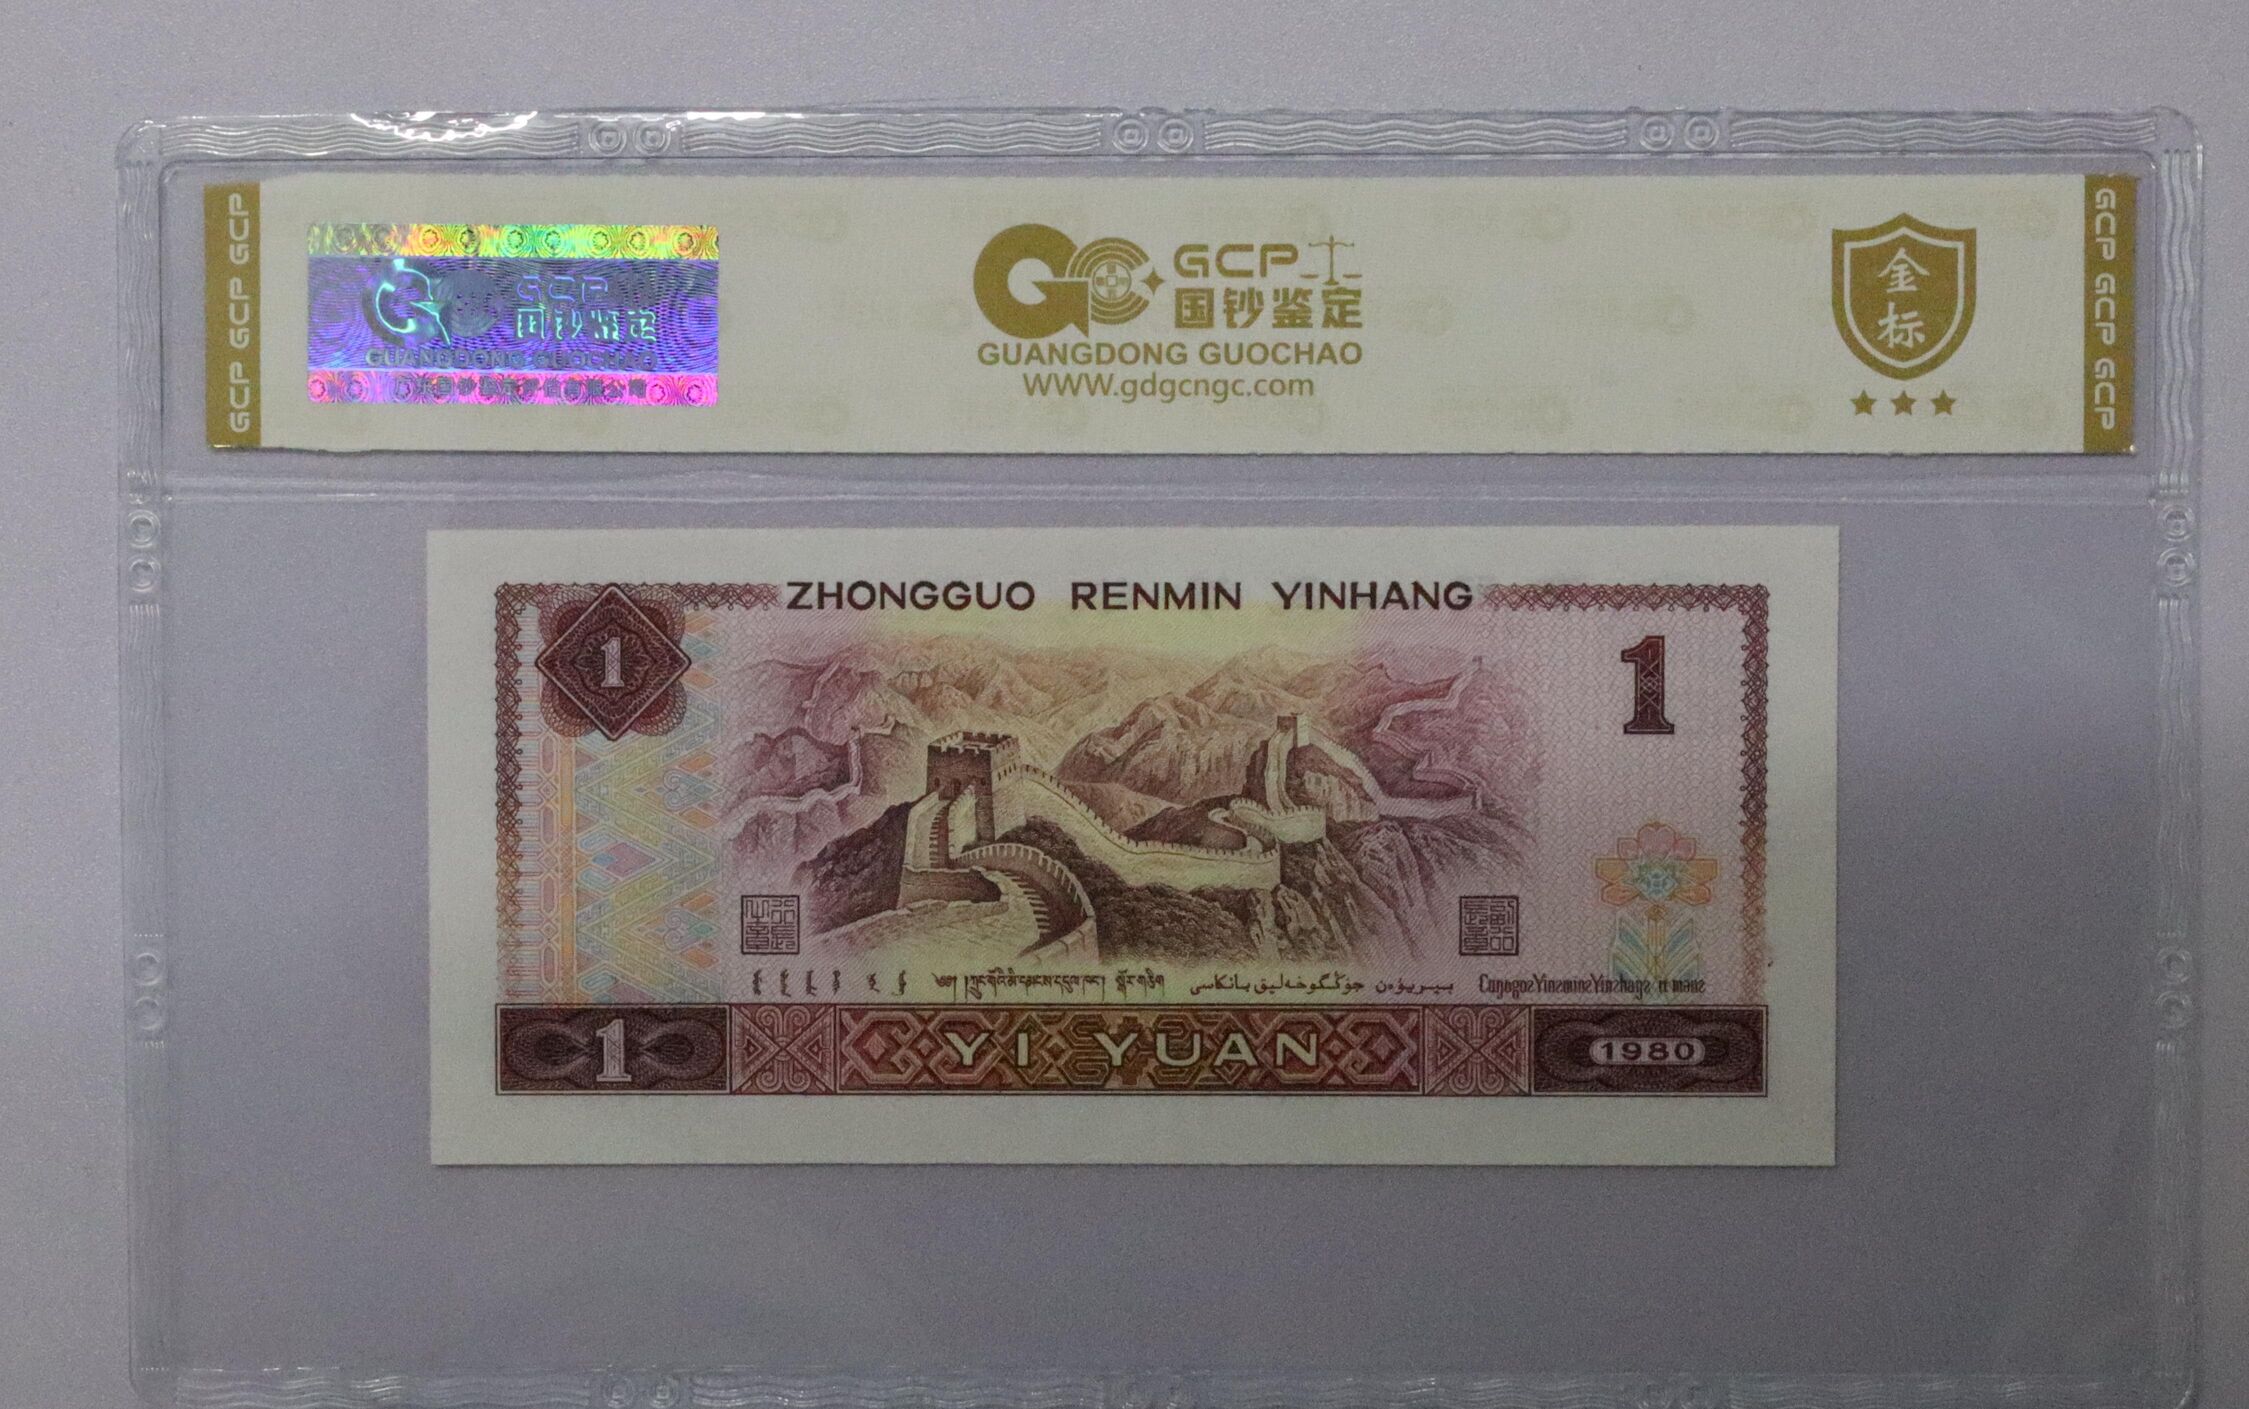 GCP GCP GCP
GCP
国钞鉴定
GUANGDONG GUOCHAO
GCP
国钞鉴定
GUANGDONG GUOCHAO
WWW.gdgcngc.com
金标
GCP GCP GCP
ZHONGGUO RENMIN YINHANG
1
1
1
YI YUAN
1980